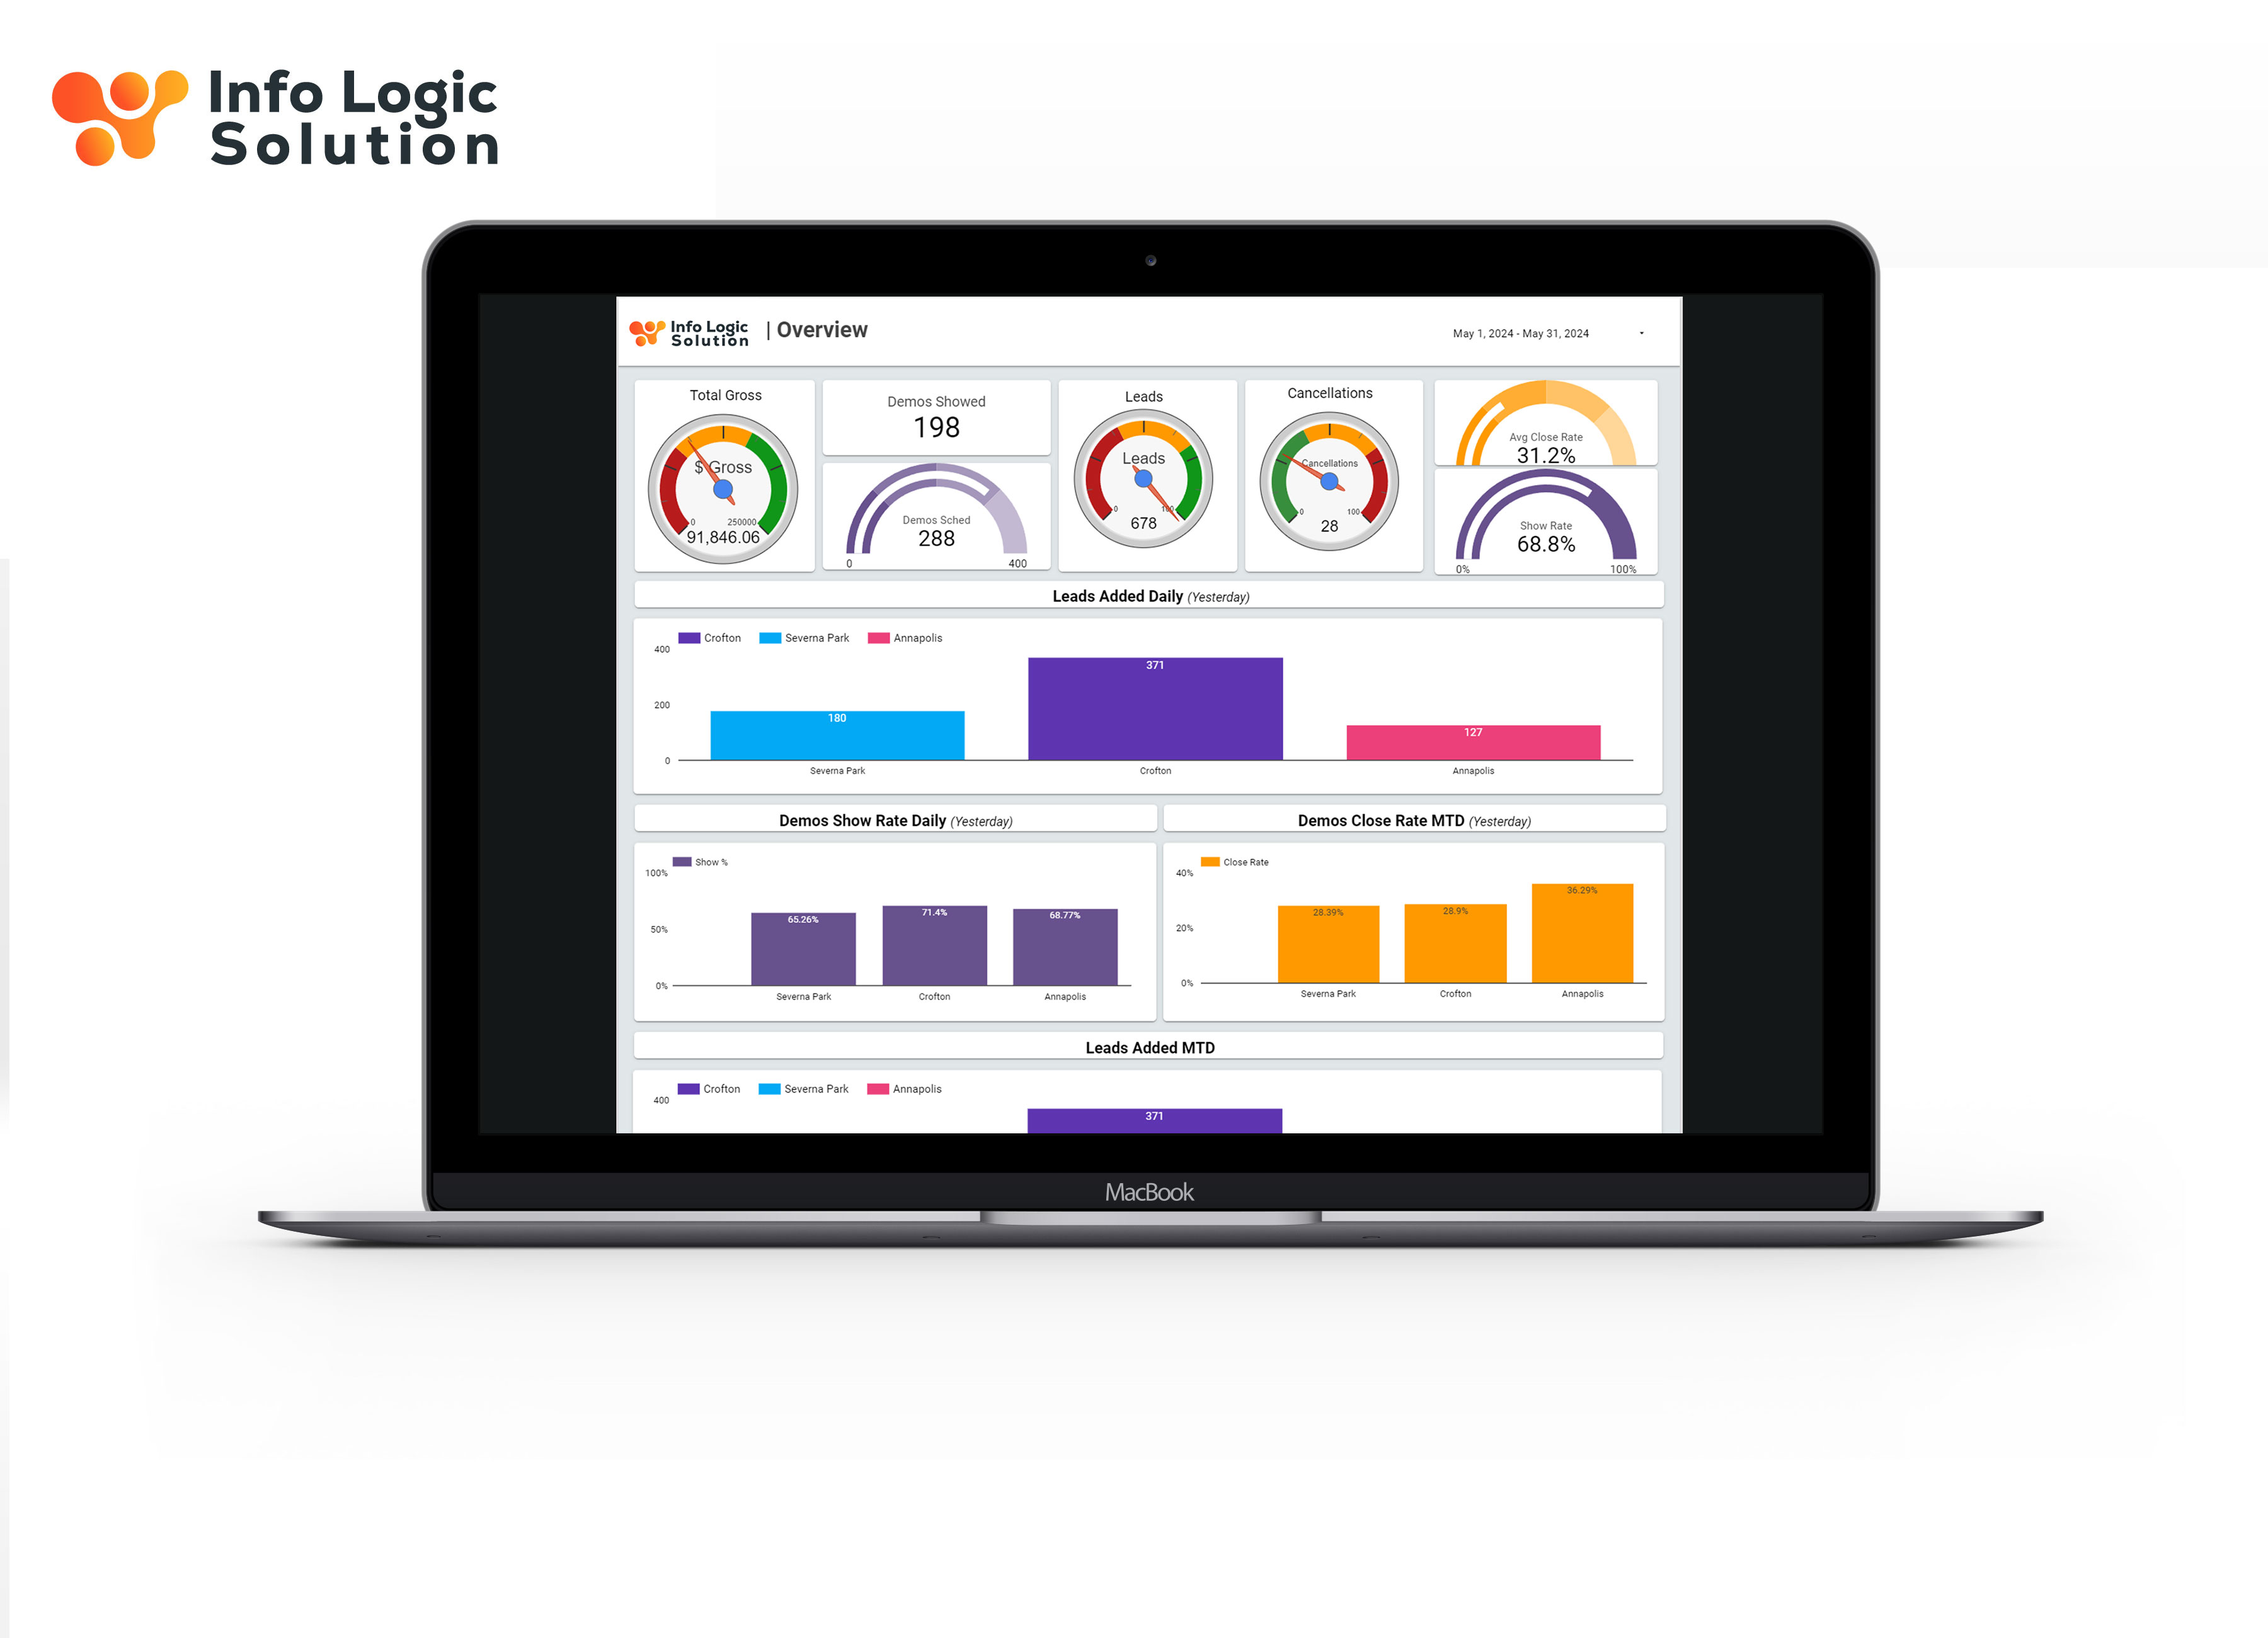 Info Logic
Solution
Info Logic
Solution
| Overview
May 1, 2024 - May 31, 2024
Total Gross
$ Gross
0
250000
91,846.06
Demos Showed
198
Demos Sched
288
0
400
Leads
Leads
0
100
678
Cancellations
Cancellations
0
100
28
Avg Close Rate
31.2%
Show Rate
68.8%
0%
100%
Leads Added Daily (Yesterday)
Crofton
Severna Park
Annapolis
400
200
0
180
371
127
Severna Park
Crofton
Annapolis
Demos Show Rate Daily (Yesterday)
Show %
100%
50%
0%
65.26%
71.4%
68.77%
Severna Park
Crofton
Annapolis
Demos Close Rate MTD (Yesterday)
Close Rate
40%
20%
0%
28.39%
28.9%
36.29%
Severna Park
Crofton
Annapolis
Leads Added MTD
Crofton
Severna Park
Annapolis
400
371
MacBook